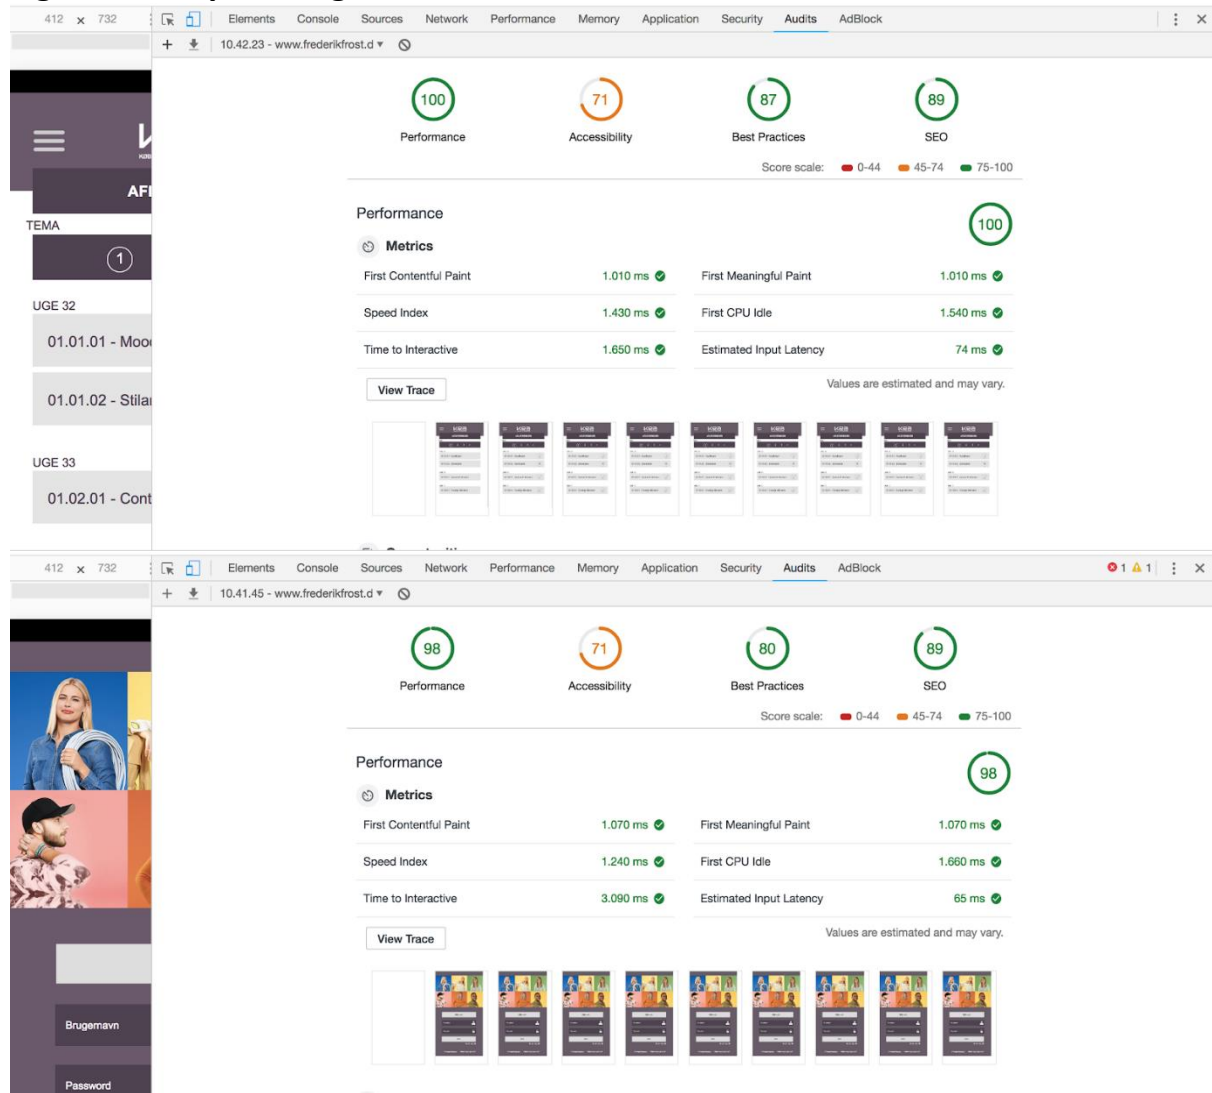 412 x 732 Elements Console Sources Network Performance Memory Application Security Audits AdBlock
10.42.23 - www.frederikfrost.d
100 71 87 89
Performance Accessibility Best Practices SEO
Score scale: 0-44 45-74 75-100
AFI
TEMA
1
UGE 32
01.01.01 - Mood
01.01.02 - Stila
UGE 33
01.02.01 - Cont
Performance 100
Metrics
First Contentful Paint 1.010 ms First Meaningful Paint 1.010 ms
Speed Index 1.430 ms First CPU Idle 1.540 ms
Time to Interactive 1.650 ms Estimated Input Latency 74 ms
View Trace Values are estimated and may vary.
412 x 732 Elements Console Sources Network Performance Memory Application Security Audits AdBlock 1 1
10.41.45 - www.frederikfrost.d
98 71 80 89
Performance Accessibility Best Practices SEO
Score scale: 0-44 45-74 75-100
Performance 98
Metrics
First Contentful Paint 1.070 ms First Meaningful Paint 1.070 ms
Speed Index 1.240 ms First CPU Idle 1.660 ms
Time to Interactive 3.090 ms Estimated Input Latency 65 ms
View Trace Values are estimated and may vary.
Brugernavn
Password